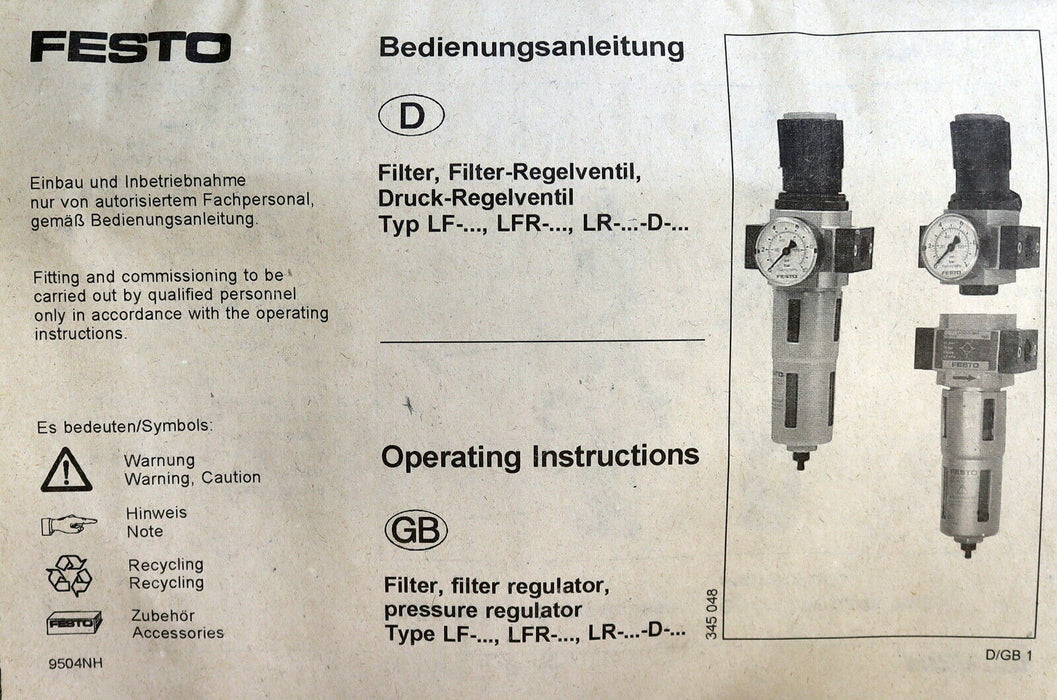 FESTO
Einbau und Inbetriebnahme
nur von autorisiertem Fachpersonal,
gemäß Bedienungsanleitung.
Fitting and commissioning to be
carried out by qualified personnel
only in accordance with the operating
instructions.
Es bedeuten/Symbols:
Warnung
Warning, Caution
Hinweis
Note
Recycling
Recycling
FESTO
Zubehör
Accessories
9504NH
Bedienungsanleitung
D
Filter, Filter-Regelventil,
Druck-Regelventil
Typ LF-..., LFR-..., LR-...-D-...
Operating Instructions
GB
Filter, filter regulator,
pressure regulator
Type LF-..., LFR-..., LR-...-D-...
345 048
FESTO
FESTO
FESTO
FESTO
D/GB 1